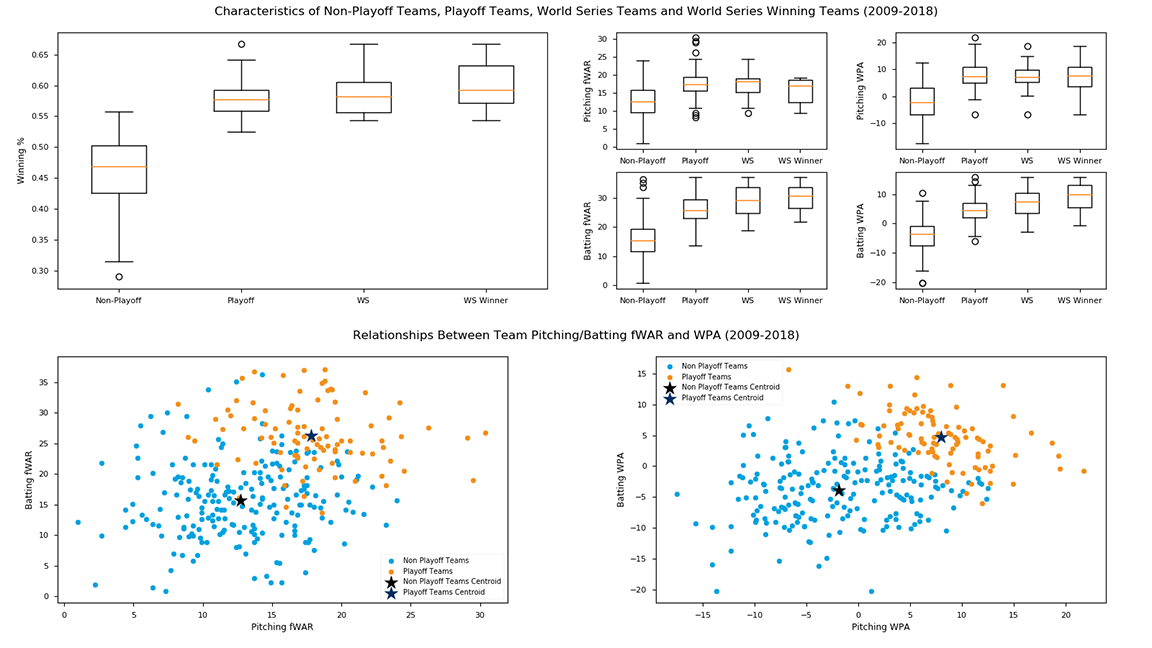 Characteristics of Non-Playoff Teams, Playoff Teams, World Series Teams and World Series Winning Teams (2009-2018)
Winning %
0.65
0.60
0.55
0.50
0.45
0.40
0.35
0.30
Non-Playoff Playoff WS WS Winner
Pitching fWAR
30
25
20
15
10
5
0
Non-Playoff Playoff WS WS Winner
Pitching WPA
20
10
0
−10
Non-Playoff Playoff WS WS Winner
Batting fWAR
30
20
10
0
Non-Playoff Playoff WS WS Winner
Batting WPA
10
0
−10
−20
Non-Playoff Playoff WS WS Winner
Relationships Between Team Pitching/Batting fWAR and WPA (2009-2018)
Batting fWAR
35
30
25
20
15
10
5
0
Non Playoff Teams
Playoff Teams
Non Playoff Teams Centroid
Playoff Teams Centroid
0 5 10 15 20 25 30
Pitching fWAR
Batting WPA
15
10
5
0
−5
−10
−15
−20
Non Playoff Teams
Playoff Teams
Non Playoff Teams Centroid
Playoff Teams Centroid
−15 −10 −5 0 5 10 15 20
Pitching WPA